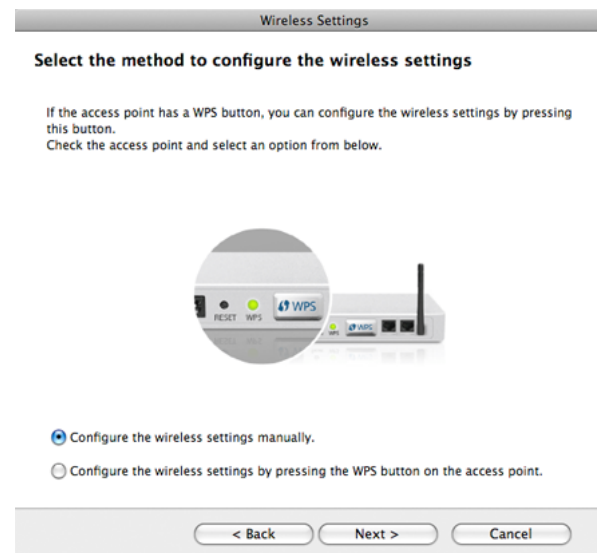 Wireless Settings
Select the method to configure the wireless settings
If the access point has a WPS button, you can configure the wireless settings by pressing
this button.
Check the access point and select an option from below.
RESET WPS WPS
WPS WPS
Configure the wireless settings manually.
Configure the wireless settings by pressing the WPS button on the access point.
< Back Next > Cancel